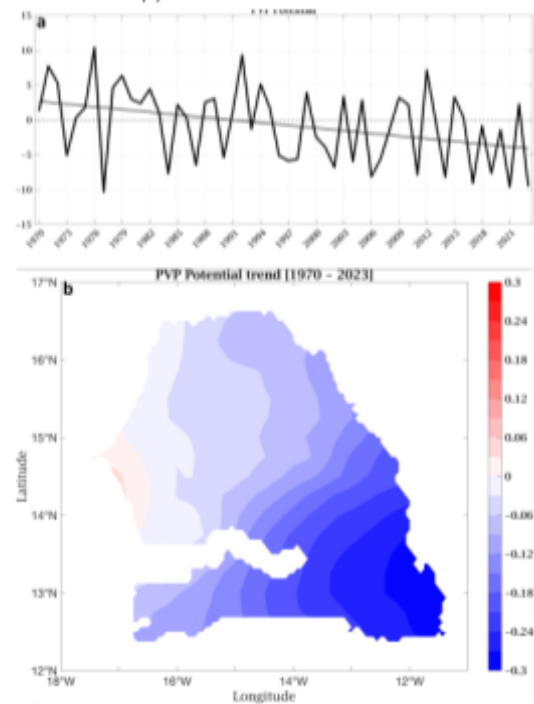 15
a
10
5
0
-5
-10
-15
1970 1973 1976 1979 1982 1985 1988 1991 1994 1997 2000 2003 2006 2009 2012 2015 2018 2021
PVP Potential trend [1970 – 2023]
b
17°N
16°N
15°N
14°N
13°N
12°N
Latitude
18°W 16°W 14°W 12°W
Longitude
0.3
0.24
0.18
0.12
0.06
0
-0.06
-0.12
-0.18
-0.24
-0.3